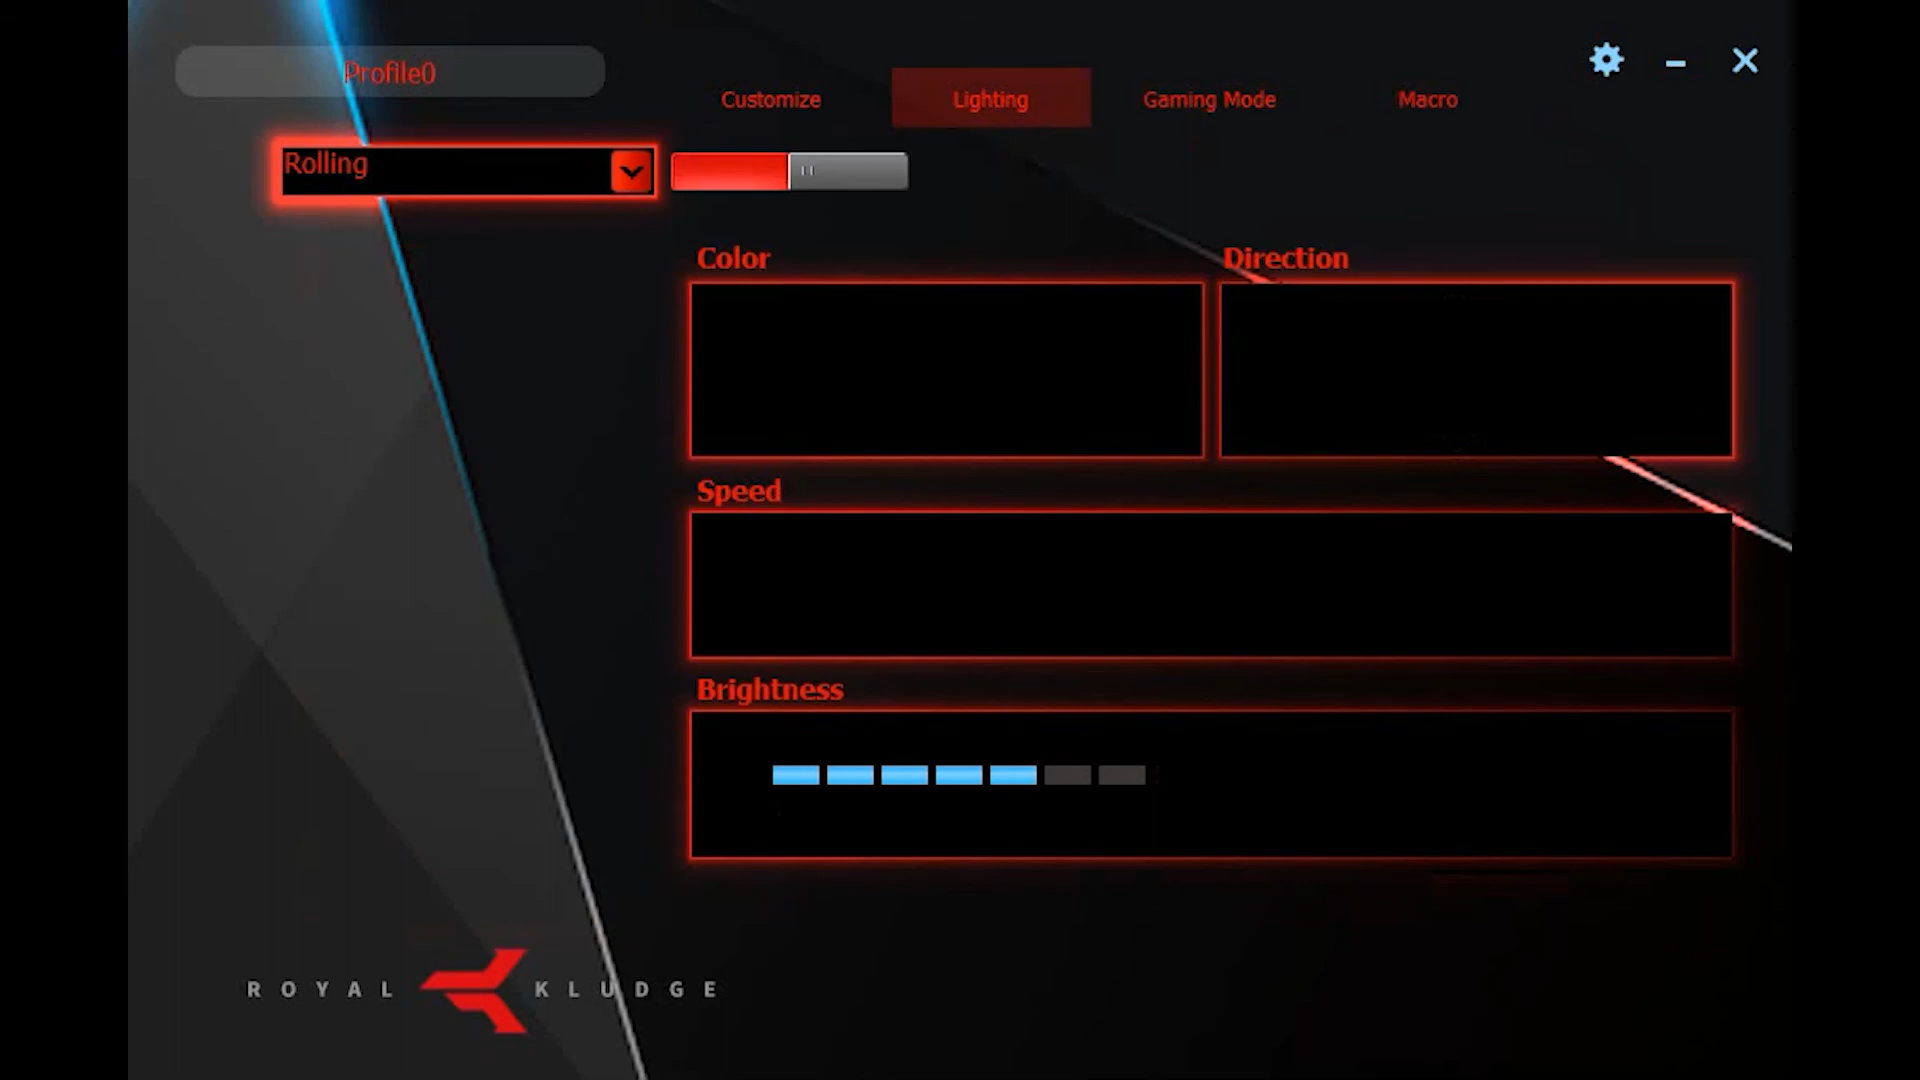 Profile0
Customize
Lighting
Gaming Mode
Macro
Rolling
Color
Direction
Speed
Brightness
ROYAL KLUDGE